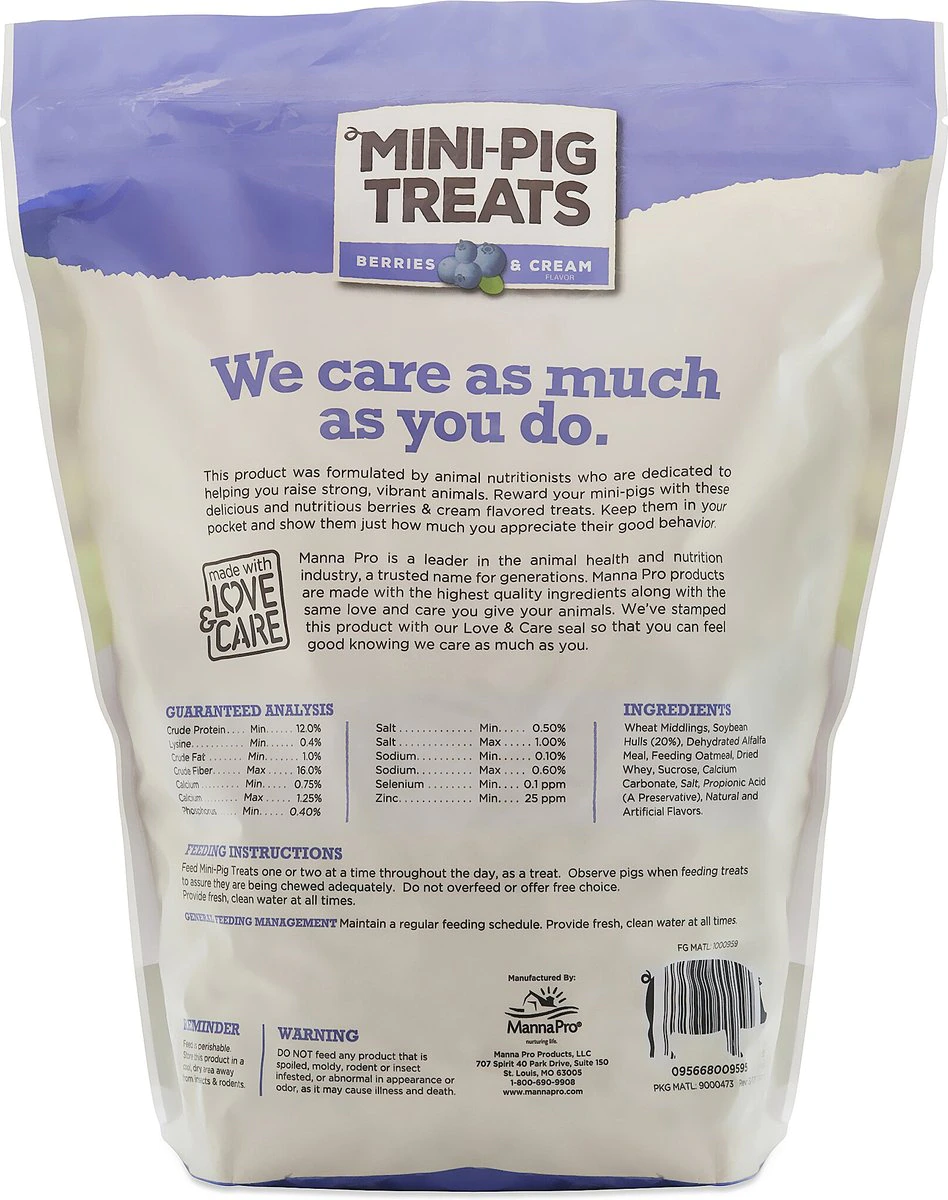 MINI-PIG
TREATS
BERRIES & CREAM
FLAVOR
We care as much
as you do.
This product was formulated by animal nutritionists who are dedicated to
helping you raise strong, vibrant animals. Reward your mini-pigs with these
delicious and nutritious berries & cream flavored treats. Keep them in your
pocket and show them just how much you appreciate their good behavior.
made with
LOVE
& CARE
Manna Pro is a leader in the animal health and nutrition
industry, a trusted name for generations. Manna Pro products
are made with the highest quality ingredients along with the
same love and care you give your animals. We've stamped
this product with our Love & Care seal so that you can feel
good knowing we care as much as you.
GUARANTEED ANALYSIS
Crude Protein.... Min. 12.0%
Lysine........... Min..... 0.4%
Crude Fat ....... Min..... 1.0%
Crude Fiber...... Max .... 16.0%
Calcium ......... Min..... 0.75%
Calcium ......... Max .... 1.25%
Phosphorus ...... Min..... 0.40%
Salt ............ Min..... 0.50%
Salt ............ Max .... 1.00%
Sodium........... Min..... 0.10%
Sodium........... Max .... 0.60%
Selenium ........ Min.... 0.1 ppm
Zinc............. Min.... 25 ppm
INGREDIENTS
Wheat Middlings, Soybean
Hulls (20%), Dehydrated Alfalfa
Meal, Feeding Oatmeal, Dried
Whey, Sucrose, Calcium
Carbonate, Salt, Propionic Acid
(A Preservative), Natural and
Artificial Flavors.
FEEDING INSTRUCTIONS
Feed Mini-Pig Treats one or two at a time throughout the day, as a treat. Observe pigs when feeding treats
to assure they are being chewed adequately. Do not overfeed or offer free choice.
Provide fresh, clean water at all times.
GENERAL FEEDING MANAGEMENT Maintain a regular feeding schedule. Provide fresh, clean water at all times.
FG MATL: 1000959
REMINDER
Feed is perishable.
Store this product in a
cool, dry area away
from insects & rodents.
WARNING
DO NOT feed any product that is
spoiled, moldy, rodent or insect
infested, or abnormal in appearance or
odor, as it may cause illness and death.
Manufactured By:
MannaPro®
nurturing life.
Manna Pro Products, LLC
707 Spirit 40 Park Drive, Suite 150
St. Louis, MO 63005
1-800-690-9908
www.mannapro.com
095668009595
PKG MATL: 9000473